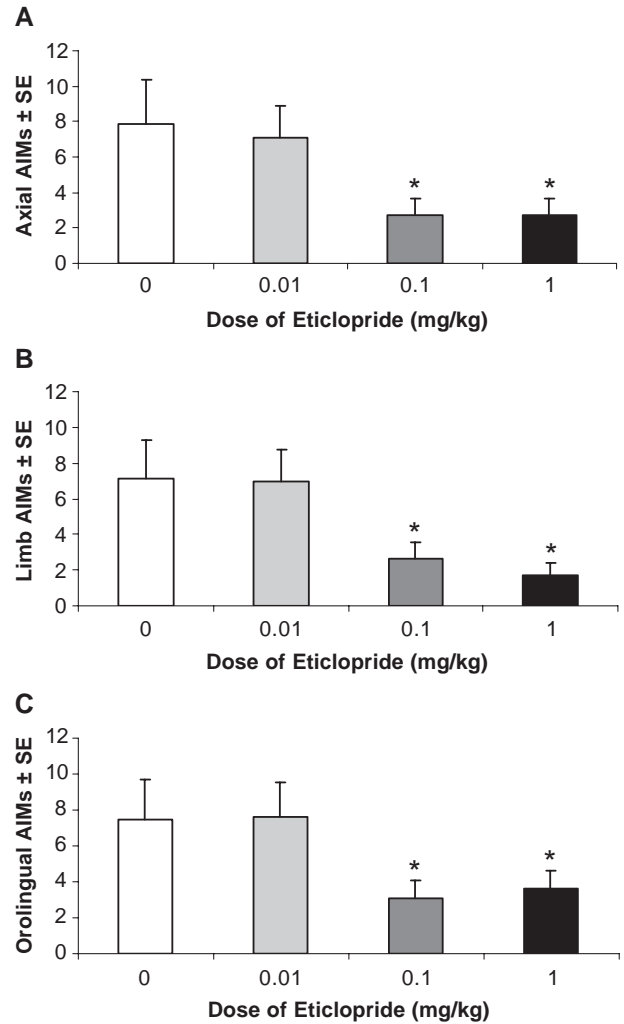 A
Axial AIMs ± SE
12
10
8
6
4
2
0
*
*
0 0.01 0.1 1
Dose of Eticlopride (mg/kg)
B
Limb AIMs ± SE
12
10
8
6
4
2
0
*
*
0 0.01 0.1 1
Dose of Eticlopride (mg/kg)
C
Orolingual AIMs ± SE
12
10
8
6
4
2
0
*
*
0 0.01 0.1 1
Dose of Eticlopride (mg/kg)